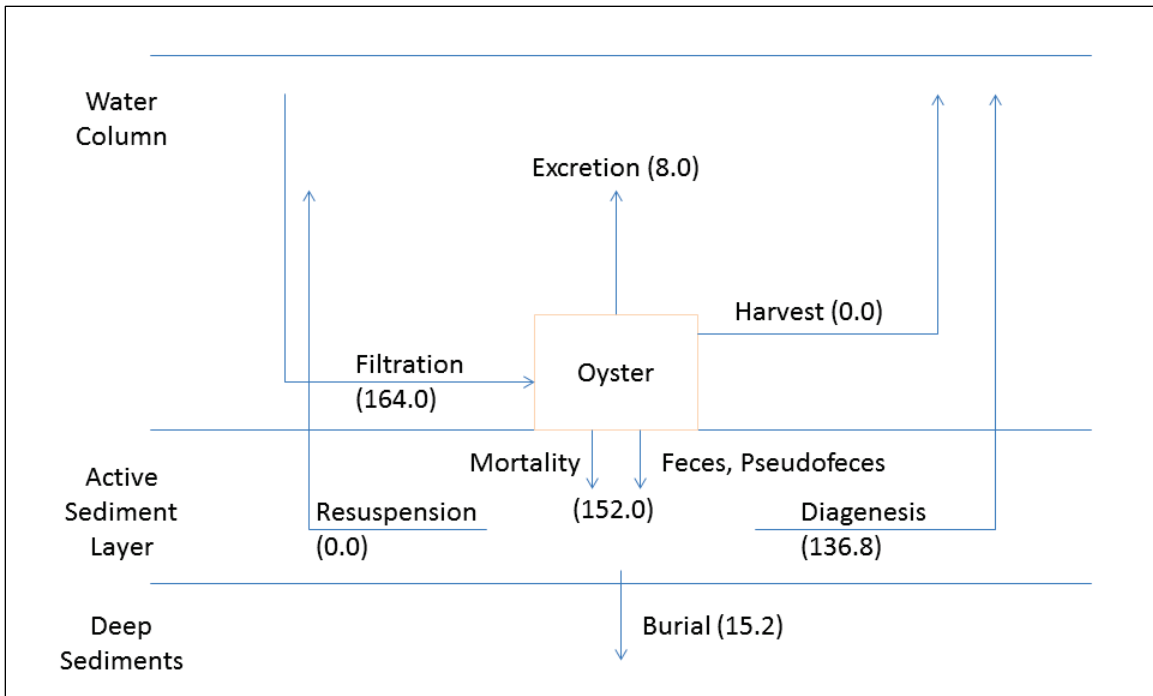 Water
Column
Excretion (8.0)
Harvest (0.0)
Filtration
(164.0)
Oyster
Mortality
Feces, Pseudofeces
Active
Sediment
Layer
Resuspension
(0.0)
(152.0)
Diagenesis
(136.8)
Deep
Sediments
Burial (15.2)